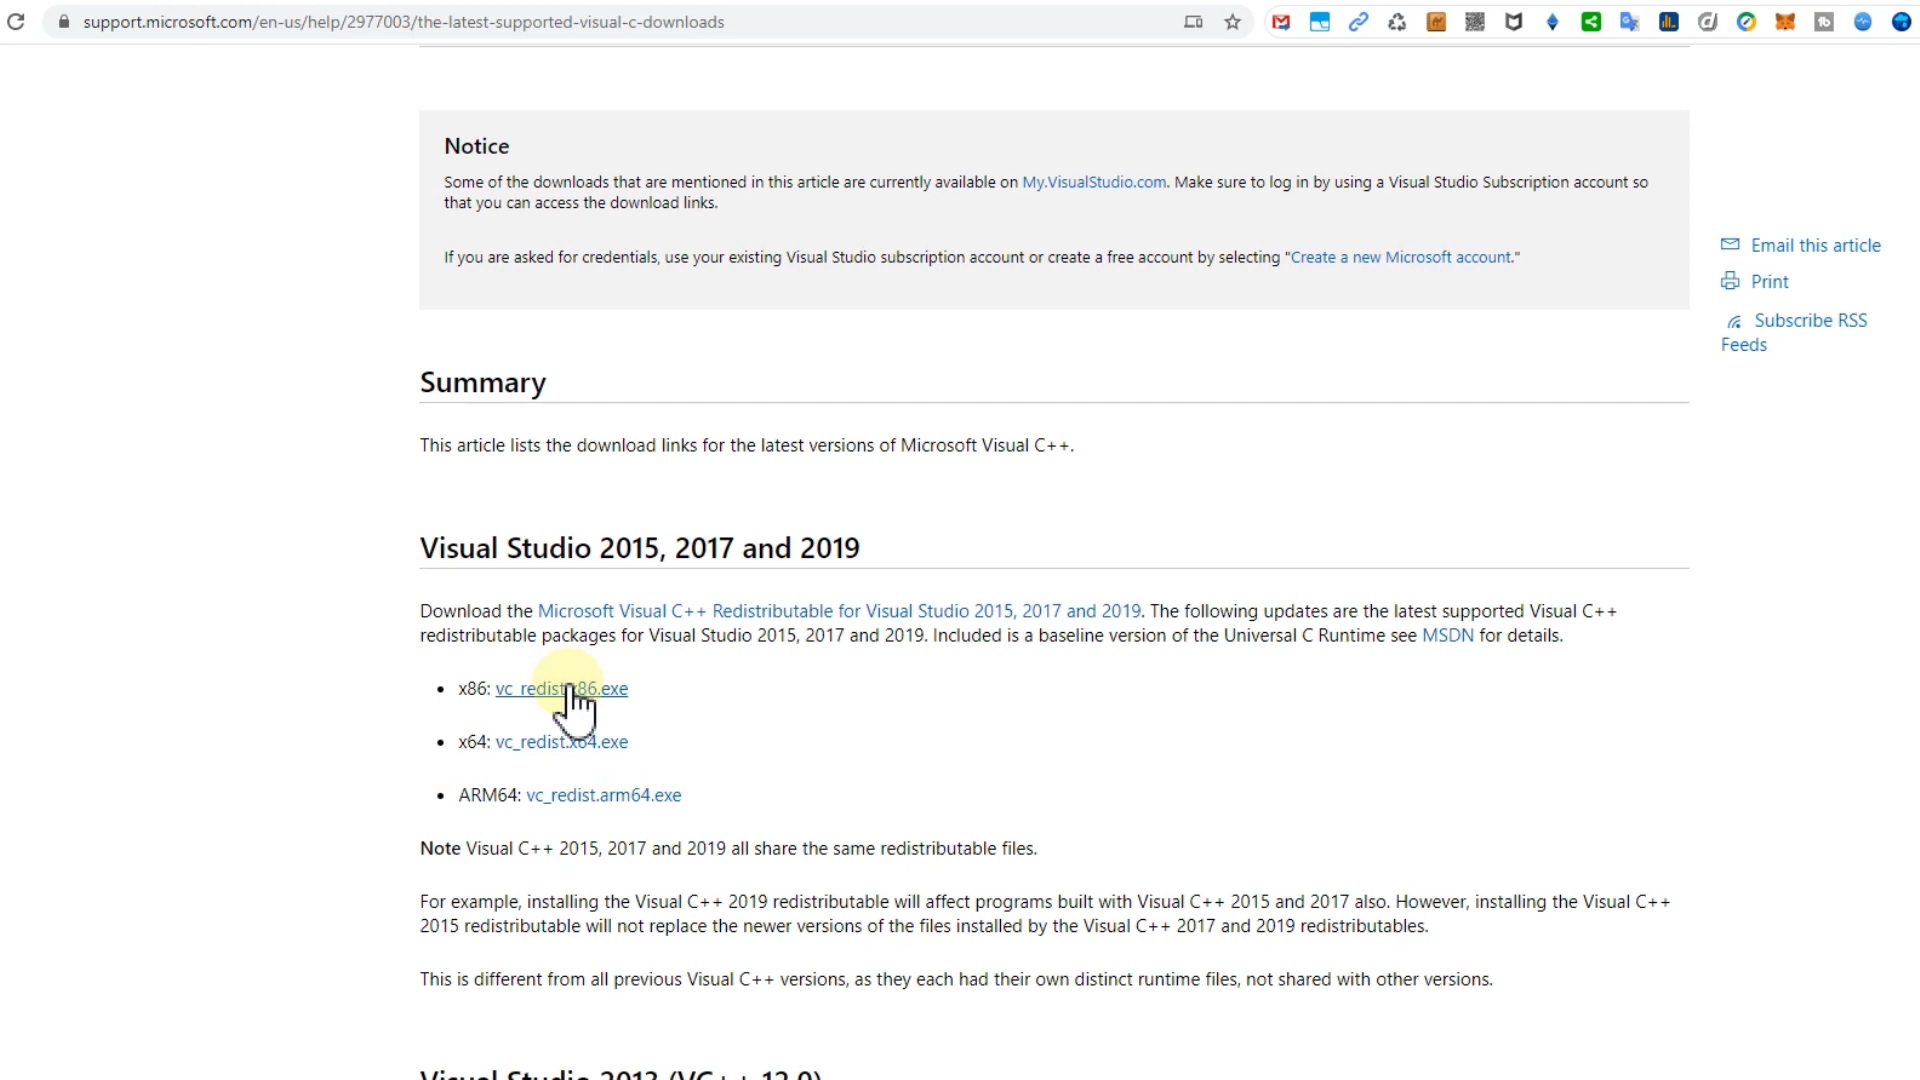 support.microsoft.com/en-us/help/2977003/the-latest-supported-visual-c-downloads
Notice
Some of the downloads that are mentioned in this article are currently available on My.VisualStudio.com. Make sure to log in by using a Visual Studio Subscription account so
that you can access the download links.
If you are asked for credentials, use your existing Visual Studio subscription account or create a free account by selecting "Create a new Microsoft account."
Email this article
Print
Subscribe RSS
Feeds
Summary
This article lists the download links for the latest versions of Microsoft Visual C++.
Visual Studio 2015, 2017 and 2019
Download the Microsoft Visual C++ Redistributable for Visual Studio 2015, 2017 and 2019. The following updates are the latest supported Visual C++
redistributable packages for Visual Studio 2015, 2017 and 2019. Included is a baseline version of the Universal C Runtime see MSDN for details.
• x86: vc_redist.x86.exe
• x64: vc_redist.x64.exe
• ARM64: vc_redist.arm64.exe
Note Visual C++ 2015, 2017 and 2019 all share the same redistributable files.
For example, installing the Visual C++ 2019 redistributable will affect programs built with Visual C++ 2015 and 2017 also. However, installing the Visual C++
2015 redistributable will not replace the newer versions of the files installed by the Visual C++ 2017 and 2019 redistributables.
This is different from all previous Visual C++ versions, as they each had their own distinct runtime files, not shared with other versions.
Visual Studio 2013 (VC++ 12.0)